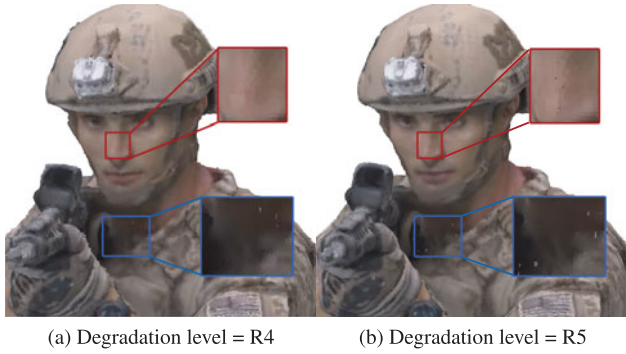 (a) Degradation level = R4
(b) Degradation level = R5